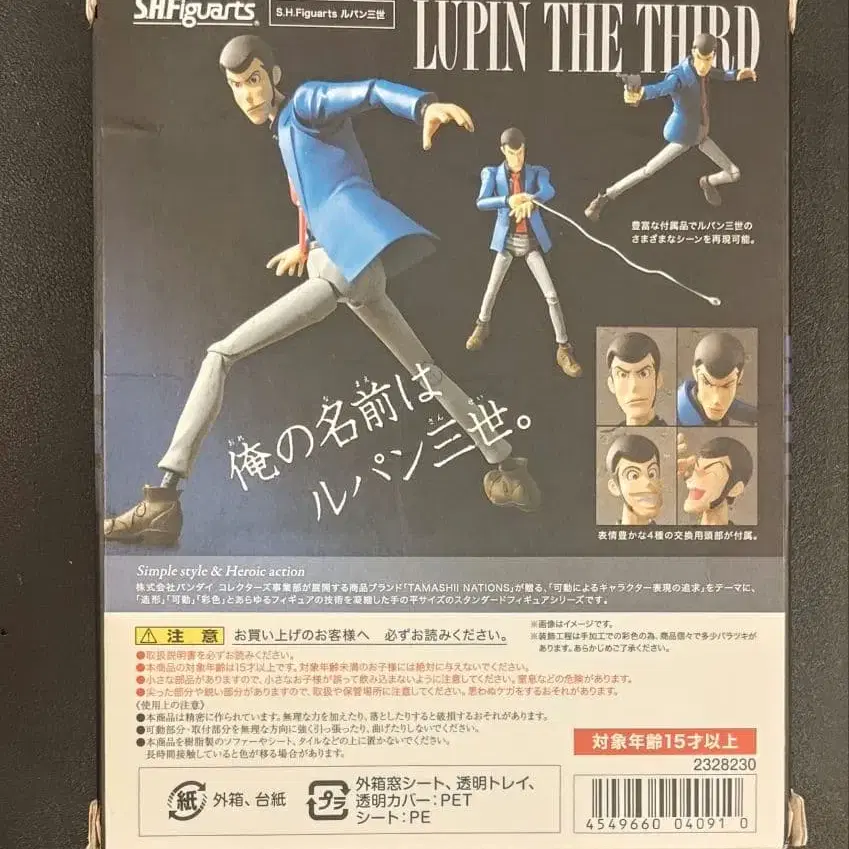 S.H.Figuarts
S.H.Figuarts ルパン三世
LUPIN THE THIRD
豊富な付属品でルパン三世の
さまざまなシーンを再現可能。
俺の名前は
ルパン三世。
表情豊かな4種の交換用頭部が付属。
Simple style & Heroic action
株式会社バンダイ コレクターズ事業部が展開する商品ブランド「TAMASHII NATIONS」が贈る、「可動によるキャラクター表現の追求」をテーマに、
「造形」「可動」「彩色」とあらゆるフィギュアの技術を凝縮した手の平サイズのスタンダードフィギュアシリーズです。
注 意 お買い上げのお客様へ 必ずお読みください。
※画像はイメージです。
※装飾工程は手加工での彩色の為、商品個々で多少バラツキが
あります。あらかじめご了承ください。
●取扱説明書を必ずお読みください。
●本商品の対象年齢は15才以上です。対象年齢未満のお子様には絶対に与えないでください。
●小さな部品がありますので、小さなお子様が誤って飲み込まないように注意してください。窒息などの危険があります。
●尖った部分や鋭い部分がありますので、取扱や保管場所に注意してください。思わぬケガをするおそれがあります。
《使用上の注意》
●本商品は精密に作られています。無理な力を加えたり、落としたりすると破損するおそれがあります。
●可動部分・取付部分を無理な方向に強く引っ張ったり、曲げたりしないでください。
●本商品を樹脂製のソファーやシート、タイルなどの上に置かないでください。
長時間接触していると色が移る場合があります。
対象年齢15才以上
2328230
紙 外箱、台紙
プラ 外箱窓シート、透明トレイ、
透明カバー:PET
シート:PE
4549660 04091 0